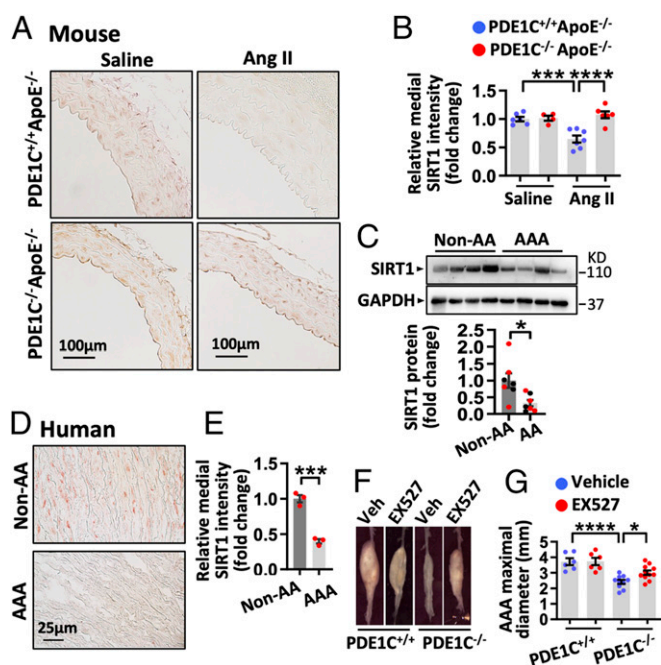 A Mouse
Saline Ang II
PDE1C+/+ApoE-/-
PDE1C-/-ApoE-/-
100μm 100μm
B
PDE1C+/+ApoE-/-
PDE1C-/-ApoE-/-
*** ****
Relative medial
SIRT1 intensity
(fold change)
1.5
1.0
0.5
0.0
Saline Ang II
C
Non-AA AAA KD
SIRT1 -110
GAPDH -37
SIRT1 protein
(fold change)
*
2.5
2.0
1.5
1.0
0.5
0.0
Non-AA AA
D Human
Non-AA
AAA
25μm
E
Relative medial
SIRT1 intensity
(fold change)
***
1.5
1.0
0.5
0.0
Non-AA AAA
F
Veh EX527 Veh EX527
PDE1C+/+ PDE1C-/-
G
Vehicle
EX527
**** *
AAA maximal
diameter (mm)
5
4
3
2
1
0
PDE1C+/+ PDE1C-/-